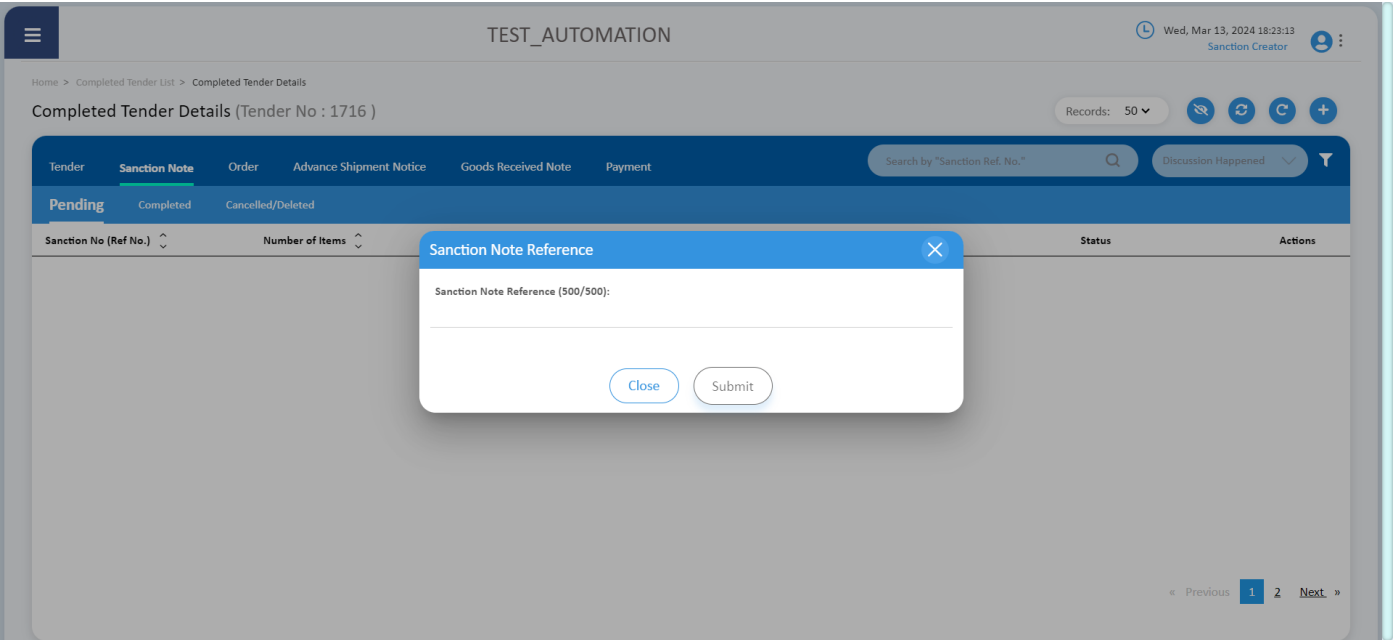 TEST_AUTOMATION
Wed, Mar 13, 2024 18:23:13
Sanction Creator
Home > Completed Tender List > Completed Tender Details
Completed Tender Details (Tender No : 1716 )
Records: 50
Tender Sanction Note Order Advance Shipment Notice Goods Received Note Payment
Search by "Sanction Ref. No."
Discussion Happened
Pending Completed Cancelled/Deleted
Sanction No (Ref No.) Number of Items Status Actions
Sanction Note Reference
Sanction Note Reference (500/500):
Close Submit
« Previous 1 2 Next »